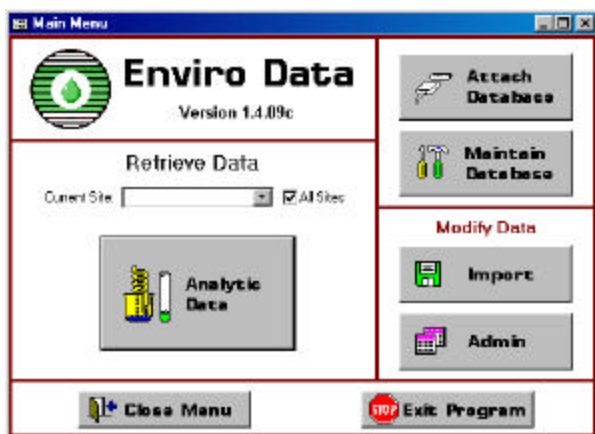 Main Menu
Enviro Data
Version 1.4.09c
Retrieve Data
Current Site:
All Sites
Analytic
Data
Attach
Database
Maintain
Database
Modify Data
Import
Admin
Close Menu
STOP Exit Program